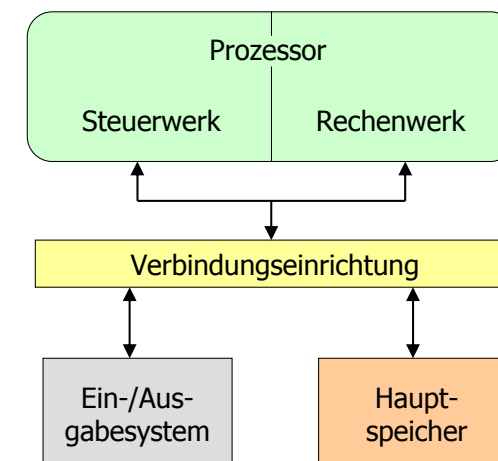 Prozessor
Steuerwerk
Rechenwerk
Verbindungseinrichtung
Ein-/Aus-
gabesystem
Haupt-
speicher